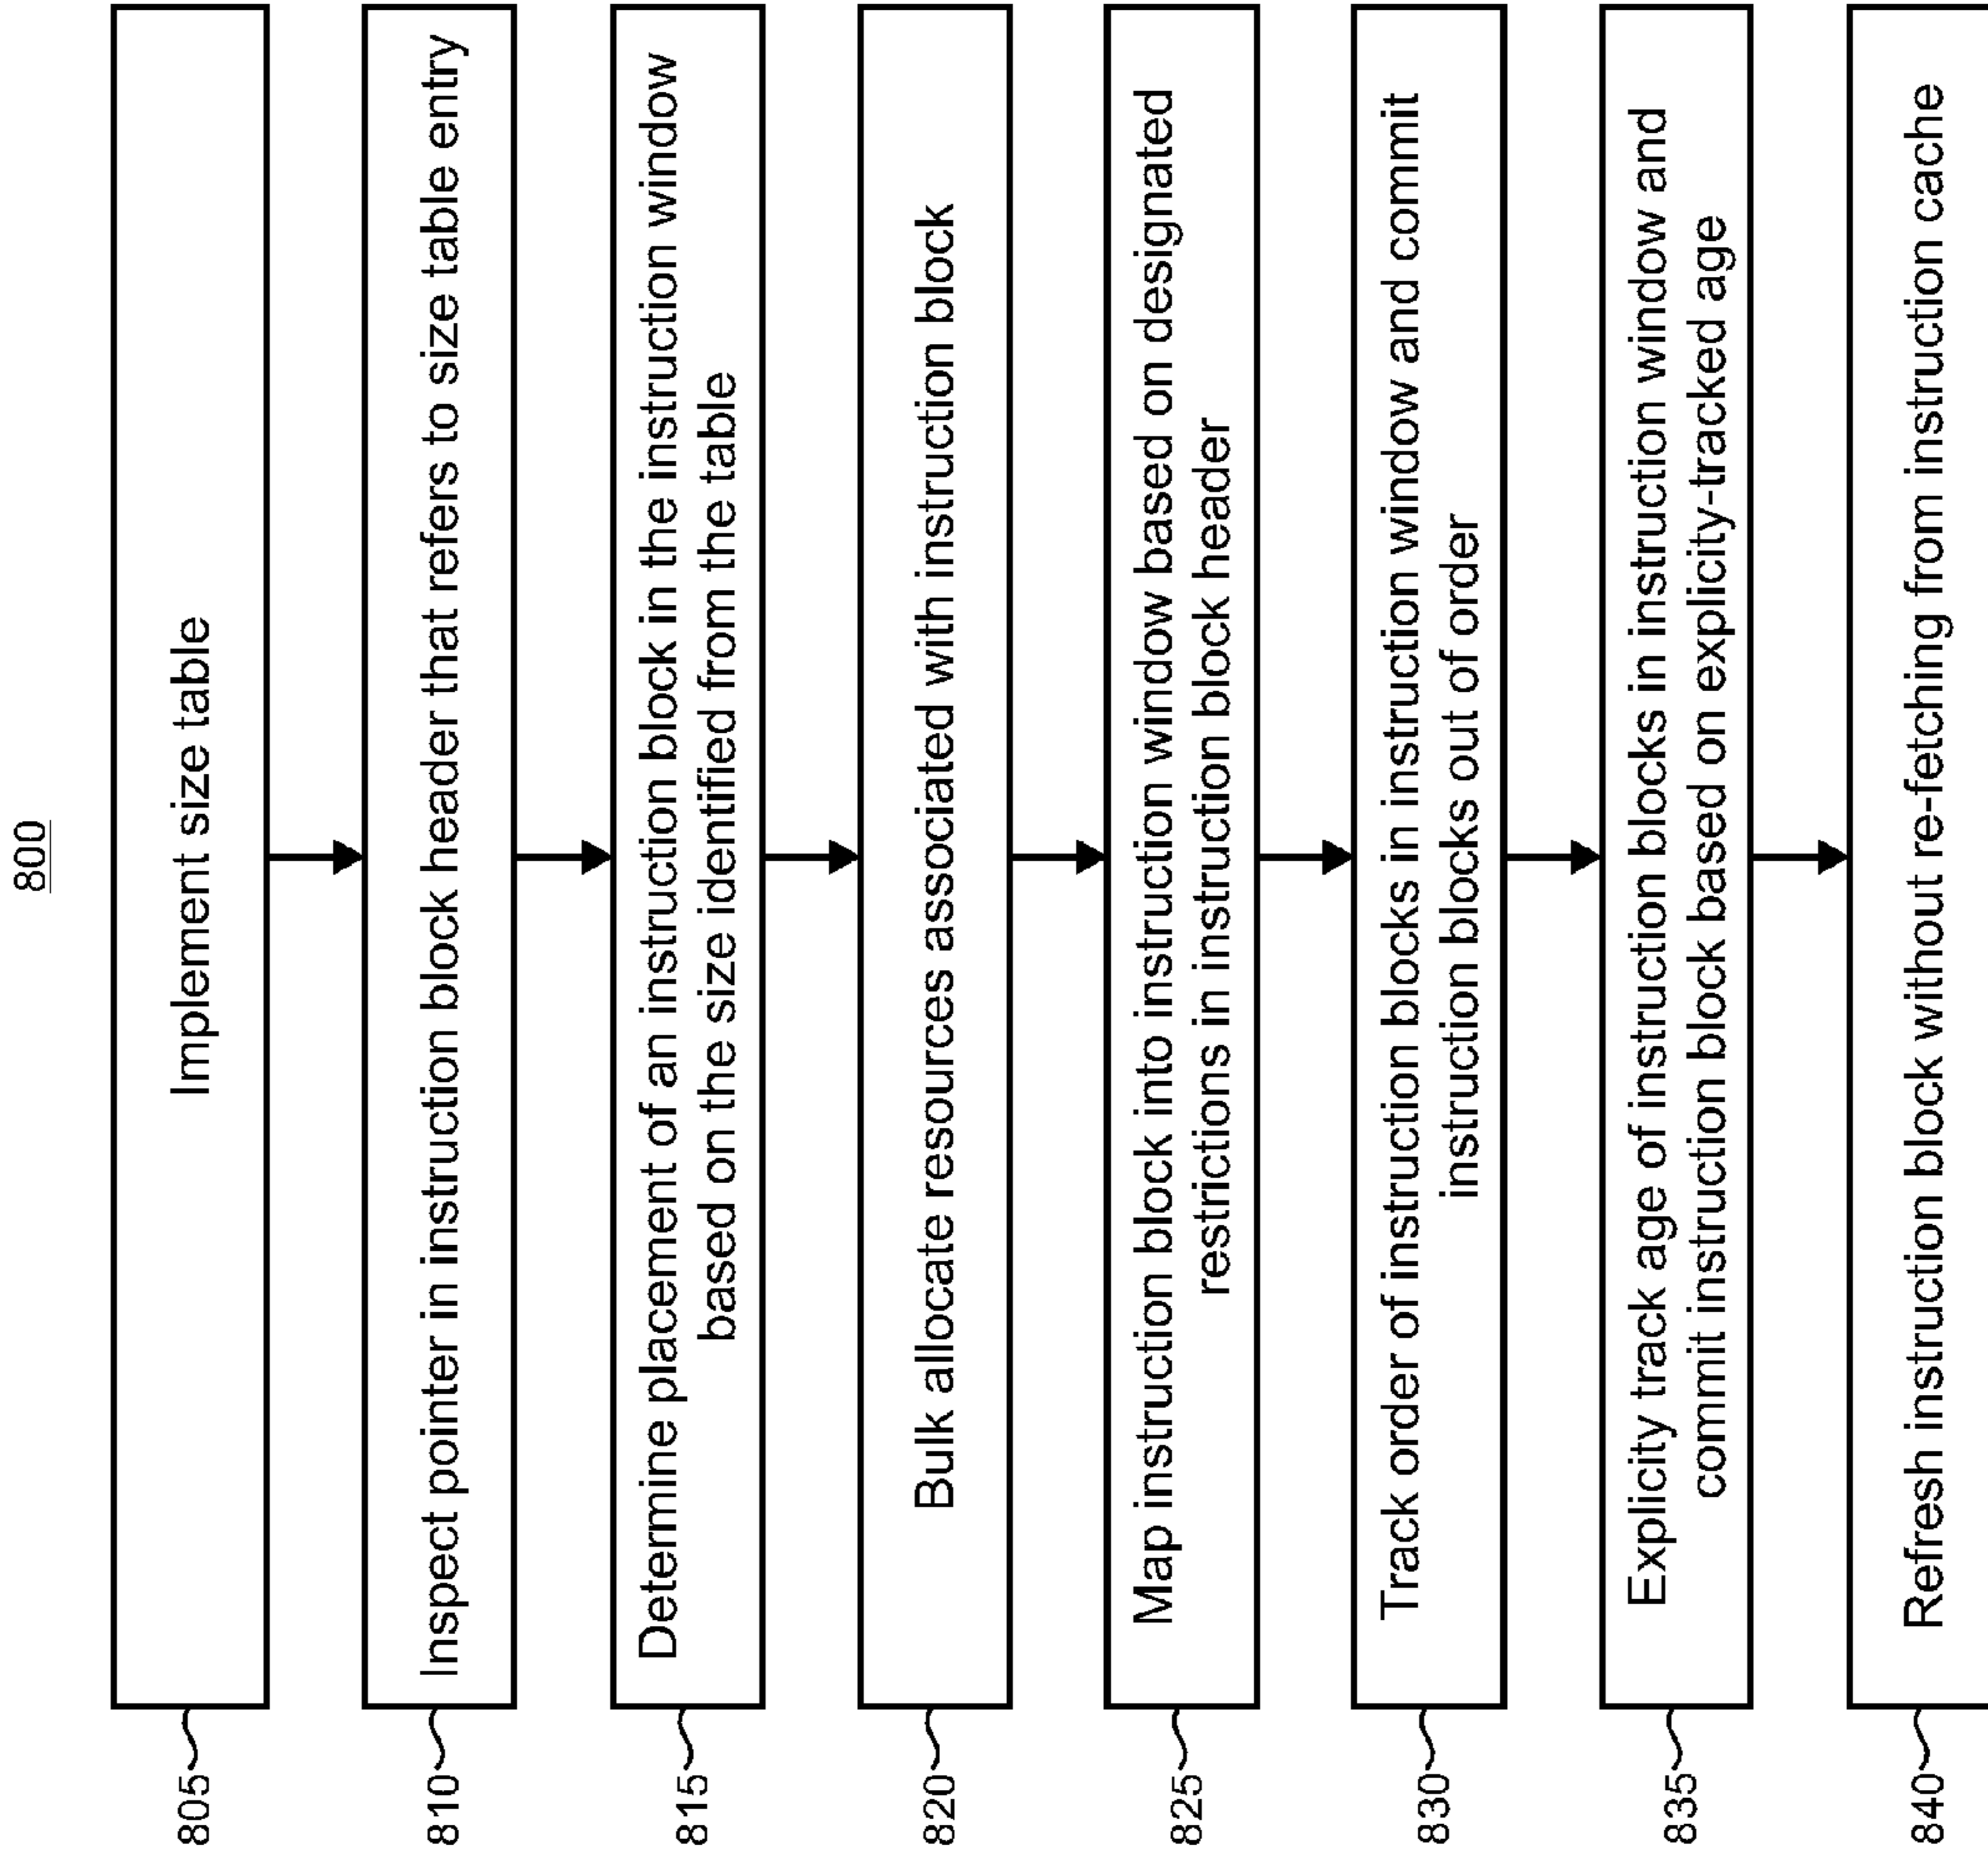 800
805
Implement size table
810
Inspect pointer in instruction block header that refers to size table entry
815
Determine placement of an instruction block in the instruction window
based on the size identified from the table
820
Bulk allocate resources associated with instruction block
825
Map instruction block into instruction window based on designated
restrictions in instruction block header
830
Track order of instruction blocks in instruction window and commit
instruction blocks out of order
835
Explicity track age of instruction blocks in instruction window and
commit instruction block based on explicity-tracked age
840
Refresh instruction block without re-fetching from instruction cache